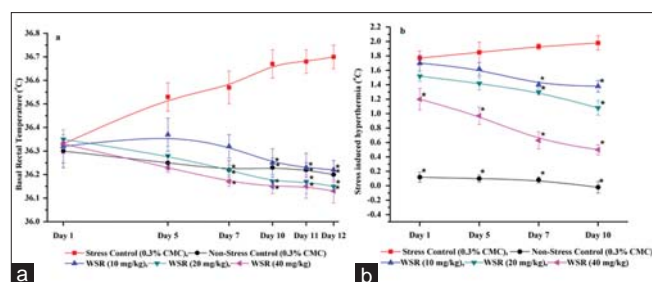 a
36.8
36.7
36.6
36.5
36.4
36.3
36.2
36.1
36.0
Basal Rectal Temperature (°C)
Day 1
Day 5
Day 7
Day 10
Day 11
Day 12
Stress Control (0.3% CMC), Non-Stress Control (0.3% CMC)
WSR (10 mg/kg), WSR (20 mg/kg), WSR (40 mg/kg)
a
b
2.2
2.0
1.8
1.6
1.4
1.2
1.0
0.8
0.6
0.4
0.2
0.0
-0.2
-0.4
Stress induced hyperthermia (°C)
Day 1
Day 5
Day 7
Day 10
Stress Control (0.3% CMC), Non-Stress Control (0.3% CMC)
WSR (10 mg/kg), WSR (20 mg/kg), WSR (40 mg/kg)
b